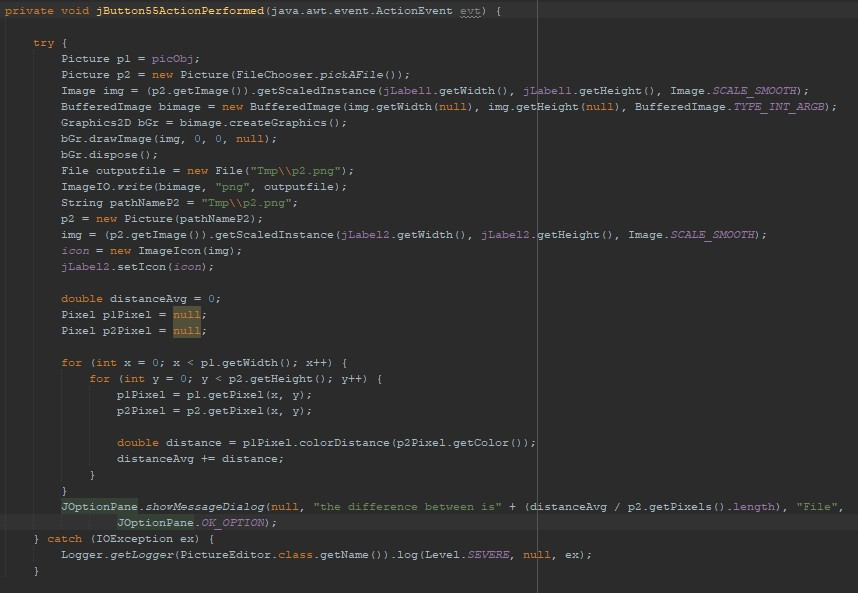 private void jButton55ActionPerformed(java.awt.event.ActionEvent evt) {
try {
Picture p1 = picObj;
Picture p2 = new Picture(FileChooser.pickAFile());
Image img = (p2.getImage()).getScaledInstance(jLabel1.getWidth(), jLabel1.getHeight(), Image.SCALE_SMOOTH);
BufferedImage bimage = new BufferedImage(img.getWidth(null), img.getHeight(null), BufferedImage.TYPE_INT_ARGB);
Graphics2D bGr = bimage.createGraphics();
bGr.drawImage(img, 0, 0, null);
bGr.dispose();
File outputfile = new File("Tmp\\p2.png");
ImageIO.write(bimage, "png", outputfile);
String pathNameP2 = "Tmp\\p2.png";
p2 = new Picture(pathNameP2);
img = (p2.getImage()).getScaledInstance(jLabel2.getWidth(), jLabel2.getHeight(), Image.SCALE_SMOOTH);
icon = new ImageIcon(img);
jLabel2.setIcon(icon);
double distanceAvg = 0;
Pixel p1Pixel = null;
Pixel p2Pixel = null;
for (int x = 0; x < p1.getWidth(); x++) {
for (int y = 0; y < p2.getHeight(); y++) {
p1Pixel = p1.getPixel(x, y);
p2Pixel = p2.getPixel(x, y);
double distance = p1Pixel.colorDistance(p2Pixel.getColor());
distanceAvg += distance;
}
}
JOptionPane.showMessageDialog(null, "the difference between is" + (distanceAvg / p2.getPixels().length), "File",
JOptionPane.OK_OPTION);
} catch (IOException ex) {
Logger.getLogger(PictureEditor.class.getName()).log(Level.SEVERE, null, ex);
}